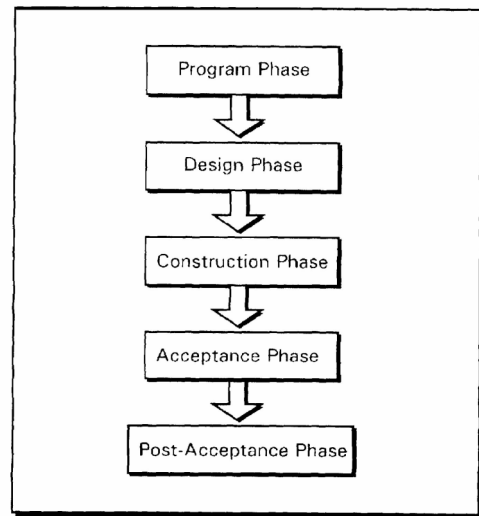 Program Phase
Design Phase
Construction Phase
Acceptance Phase
Post-Acceptance Phase